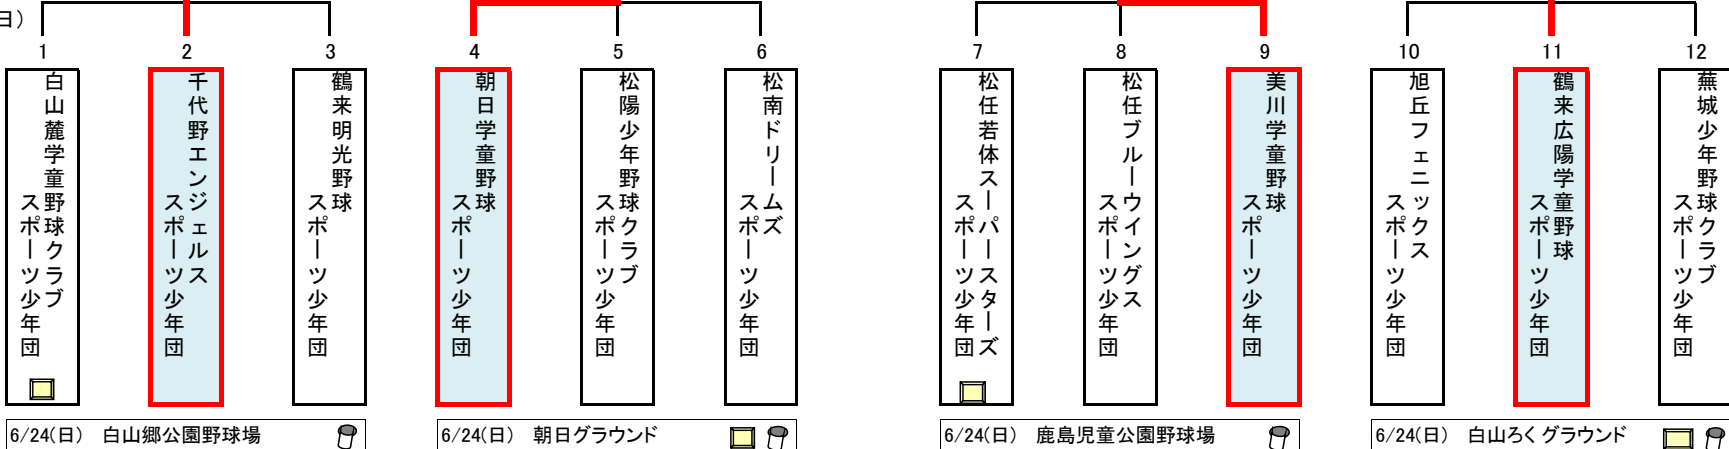 日)
1
2
3
4
5
6
7
8
9
10
11
12
白山麓学童野球クラブ
スポーツ少年団
千代野エンジェルス
スポーツ少年団
鶴来明光野球
スポーツ少年団
朝日学童野球
スポーツ少年団
松陽少年野球クラブ
スポーツ少年団
松南ドリームズ
スポーツ少年団
松任若体スーパースターズ
スポーツ少年団
松任ブルーウイングス
スポーツ少年団
美川学童野球
スポーツ少年団
旭丘フェニックス
スポーツ少年団
鶴来広陽学童野球
スポーツ少年団
蕪城少年野球クラブ
スポーツ少年団
6/24(日) 白山郷公園野球場
6/24(日) 朝日グラウンド
6/24(日) 鹿島児童公園野球場
6/24(日) 白山ろくグラウンド